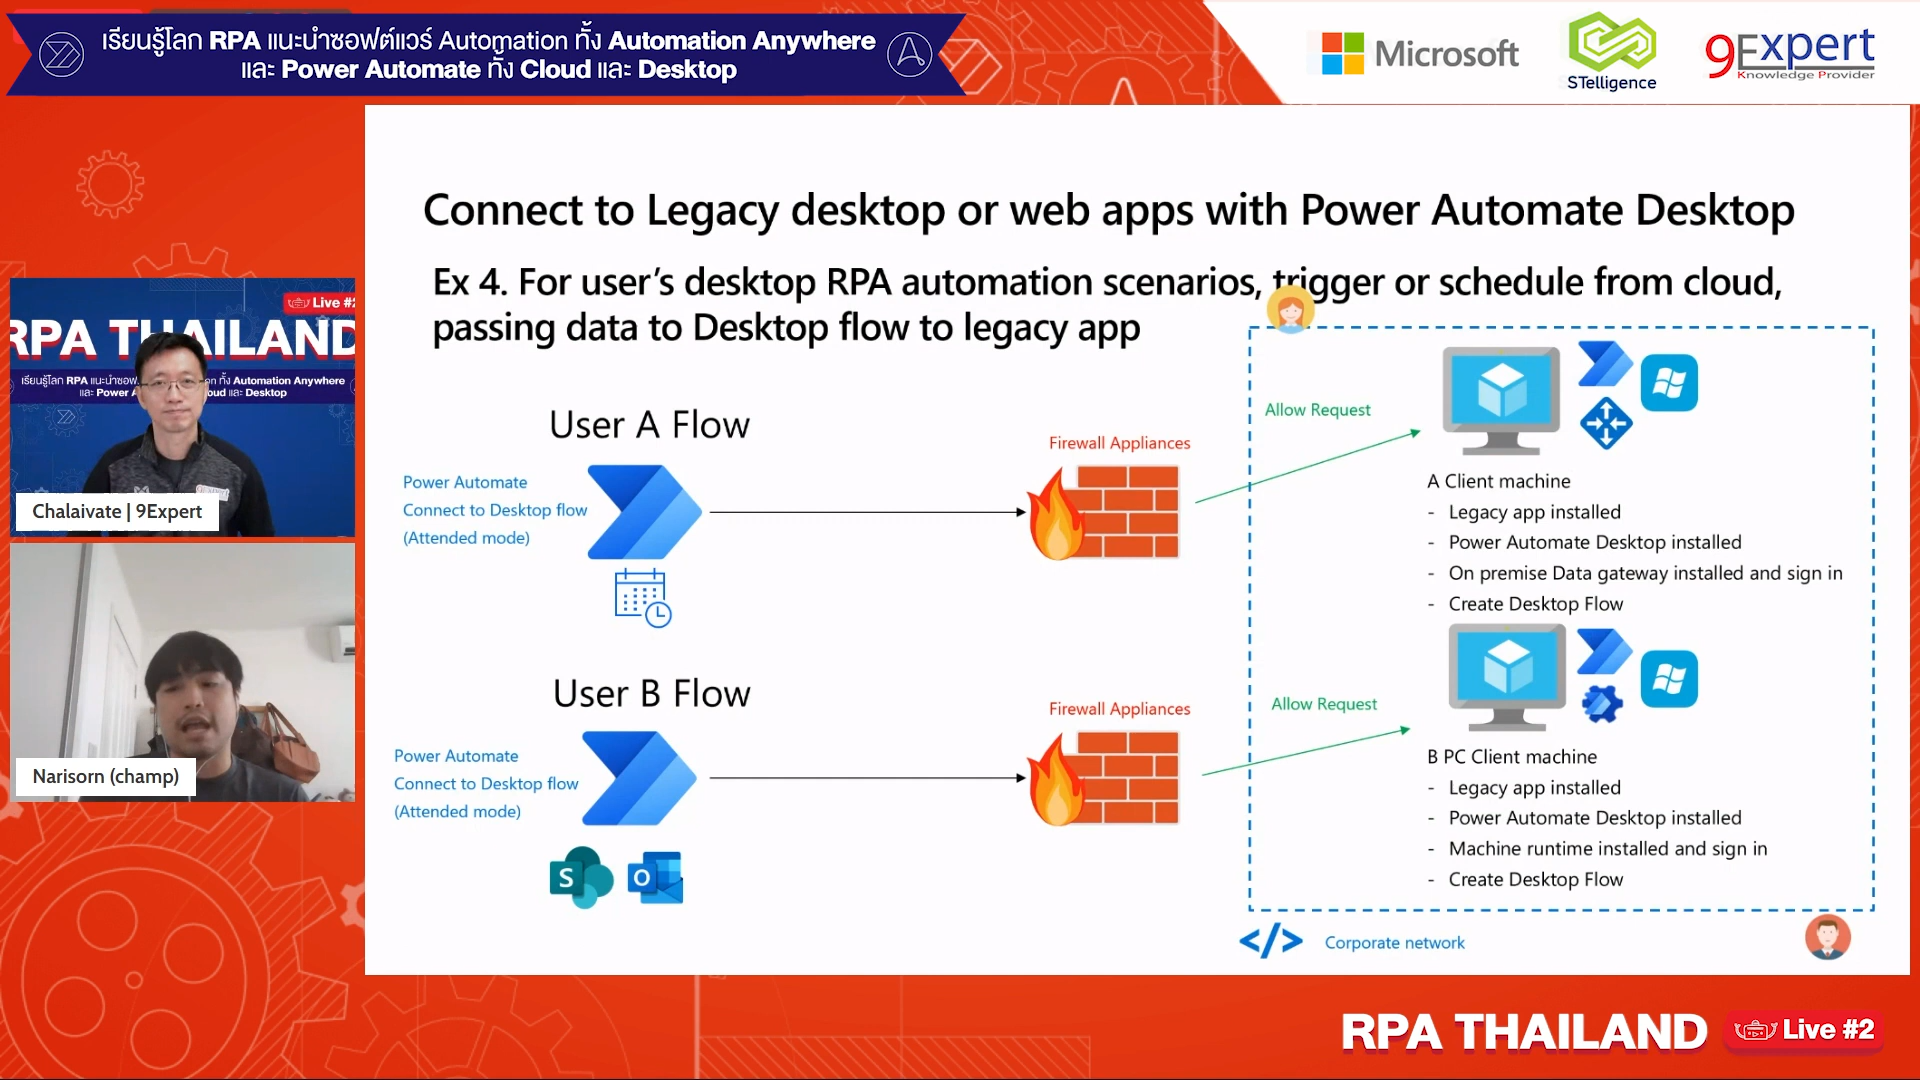 เรียนรู้โลก RPA แนะนำซอฟต์แวร์ Automation ทั้ง Automation Anywhere
และ Power Automate ทั้ง Cloud และ Desktop
Microsoft
STelligence
9Expert
Knowledge Provider
Connect to Legacy desktop or web apps with Power Automate Desktop
Ex 4. For user's desktop RPA automation scenarios, trigger or schedule from cloud,
passing data to Desktop flow to legacy app
Live #2
RPA THAILAND
เรียนรู้โลก RPA แนะนำซอฟ
ทั้ง Automation Anywhere
และ Power
และ Desktop
Chalaivate | 9Expert
Narisorn (champ)
User A Flow
Power Automate
Connect to Desktop flow
(Attended mode)
Firewall Appliances
Allow Request
A Client machine
- Legacy app installed
- Power Automate Desktop installed
- On premise Data gateway installed and sign in
- Create Desktop Flow
User B Flow
Power Automate
Connect to Desktop flow
(Attended mode)
S
O
Firewall Appliances
Allow Request
B PC Client machine
- Legacy app installed
- Power Automate Desktop installed
- Machine runtime installed and sign in
- Create Desktop Flow
</> Corporate network
RPA THAILAND Live #2